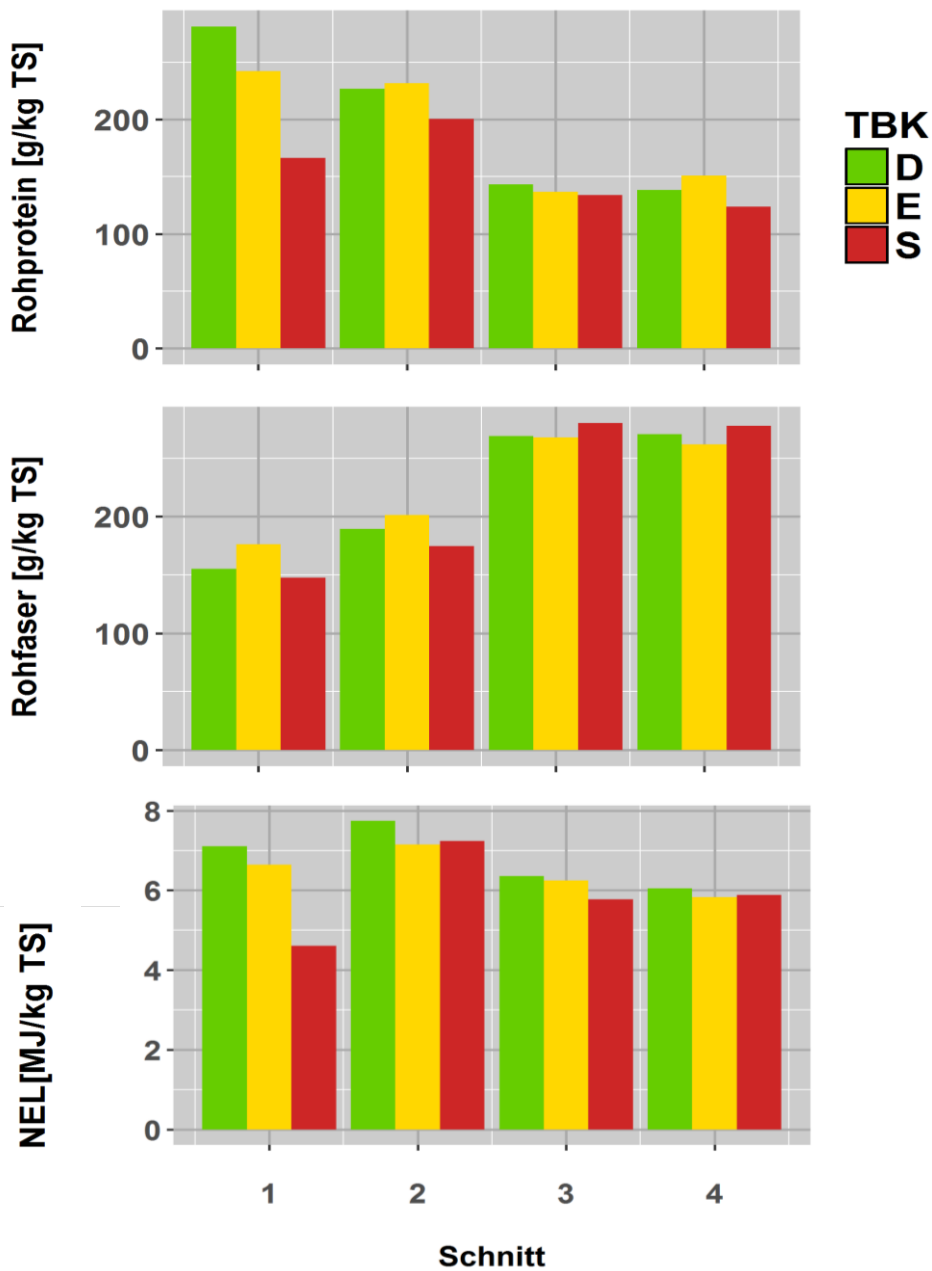 Rohprotein [g/kg TS]
200
100
0
TBK
D
E
S
Rohfaser [g/kg TS]
200
100
0
NEL[MJ/kg TS]
8
6
4
2
0
1 2 3 4
Schnitt